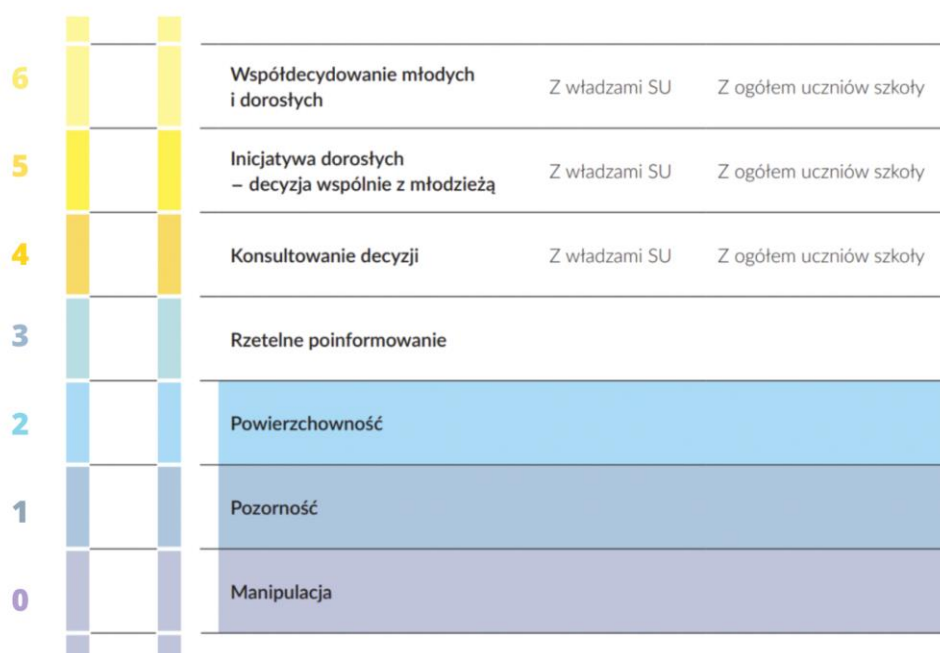 6
Współdecydowanie młodych
i dorosłych
Z władzami SU
Z ogółem uczniów szkoły
5
Inicjatywa dorosłych
– decyzja wspólnie z młodzieżą
Z władzami SU
Z ogółem uczniów szkoły
4
Konsultowanie decyzji
Z władzami SU
Z ogółem uczniów szkoły
3
Rzetelne poinformowanie
2
Powierzchowność
1
Pozorność
0
Manipulacja